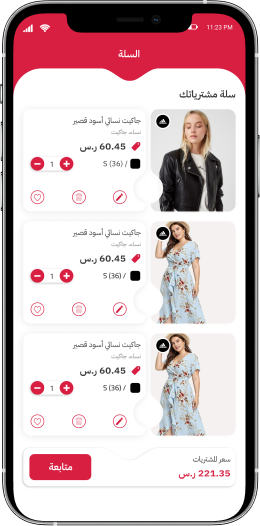 11:23 PM
السلة
سلة مشترياتك
جاكيت نسائي أسود قصير
نساء، جاكيت
60.45 ر.س
S (36) /
1
جاكيت نسائي أسود قصير
نساء، جاكيت
60.45 ر.س
S (36) /
1
جاكيت نسائي أسود قصير
نساء، جاكيت
60.45 ر.س
S (36) /
1
سعر المشتريات
221.35 ر.س
متابعة